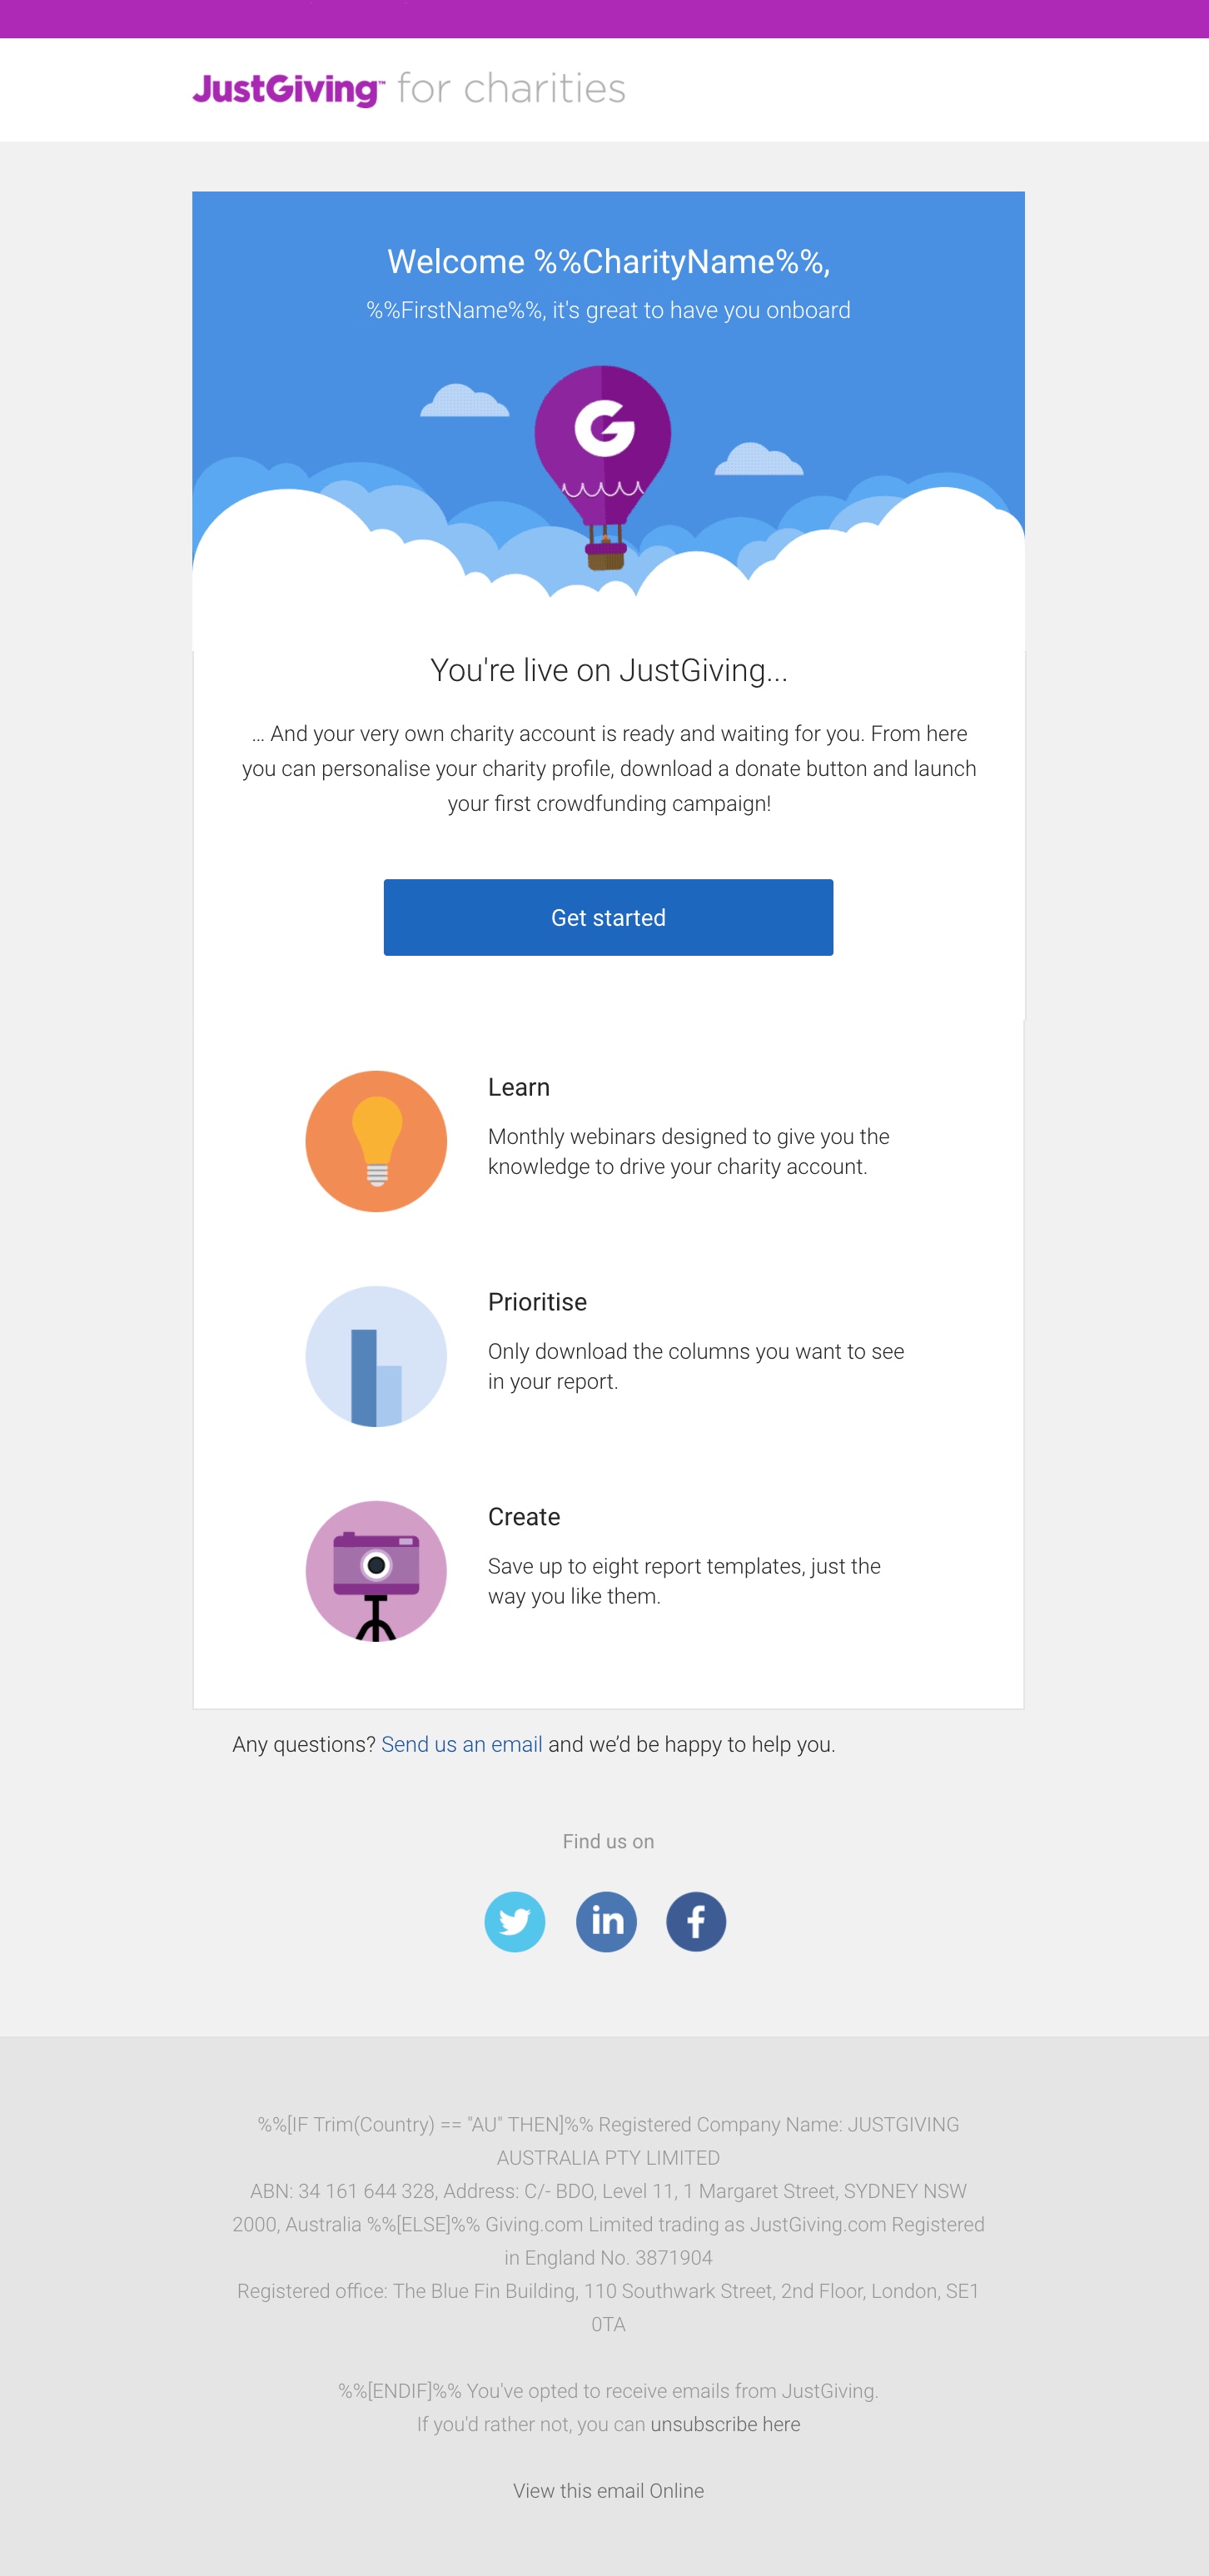 JustGiving™ for charities
Welcome %%CharityName%%,
%%FirstName%%, it's great to have you onboard
G
You're live on JustGiving...
... And your very own charity account is ready and waiting for you. From here
you can personalise your charity profile, download a donate button and launch
your first crowdfunding campaign!
Get started
Learn
Monthly webinars designed to give you the
knowledge to drive your charity account.
Prioritise
Only download the columns you want to see
in your report.
Create
Save up to eight report templates, just the
way you like them.
Any questions? Send us an email and we’d be happy to help you.
Find us on
in f
%%[IF Trim(Country) == "AU" THEN]%% Registered Company Name: JUSTGIVING
AUSTRALIA PTY LIMITED
ABN: 34 161 644 328, Address: C/- BDO, Level 11, 1 Margaret Street, SYDNEY NSW
2000, Australia %%[ELSE]%% Giving.com Limited trading as JustGiving.com Registered
in England No. 3871904
Registered office: The Blue Fin Building, 110 Southwark Street, 2nd Floor, London, SE1
0TA
%%[ENDIF]%% You've opted to receive emails from JustGiving.
If you'd rather not, you can unsubscribe here
View this email Online